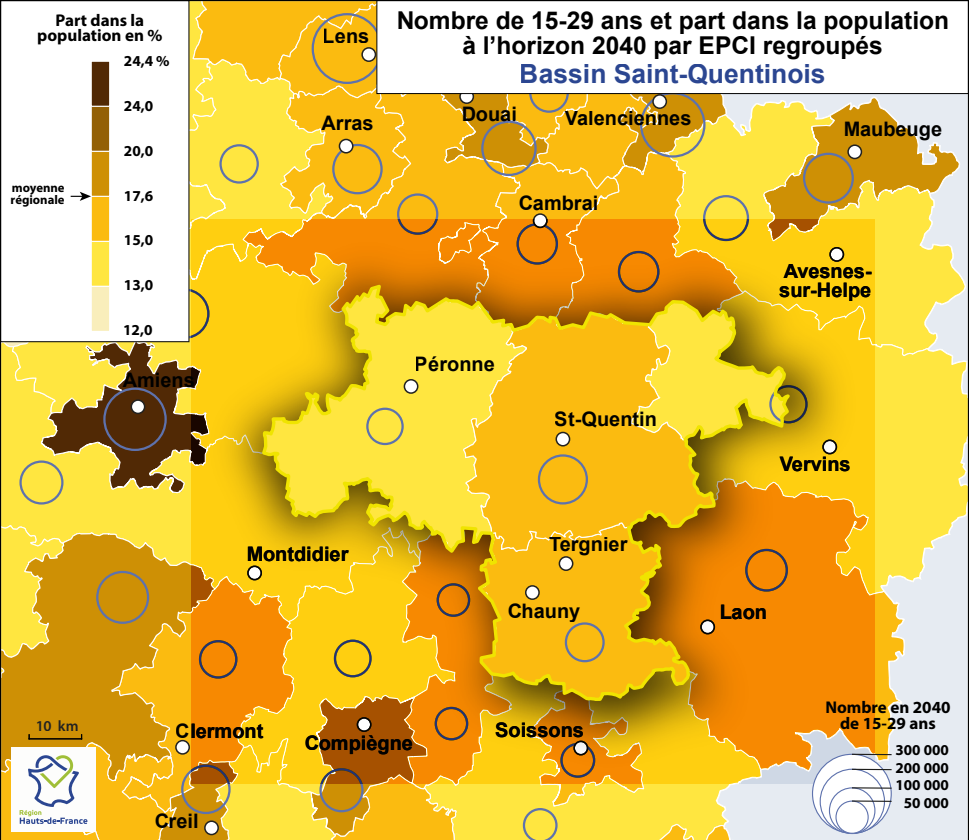 Part dans la
population en %
24,4 %
24,0
20,0
moyenne
régionale
17,6
15,0
13,0
12,0
Nombre de 15-29 ans et part dans la population
à l'horizon 2040 par EPCI regroupés
Bassin Saint-Quentinois
Lens
Douai
Valenciennes
Arras
Maubeuge
Cambrai
Avesnes-
sur-Helpe
Péronne
Amiens
St-Quentin
Vervins
Montdidier
Tergnier
Chauny
Laon
Clermont
Compiègne
Soissons
Creil
10 km
Région
Hauts-de-France
Nombre en 2040
de 15-29 ans
300 000
200 000
100 000
50 000